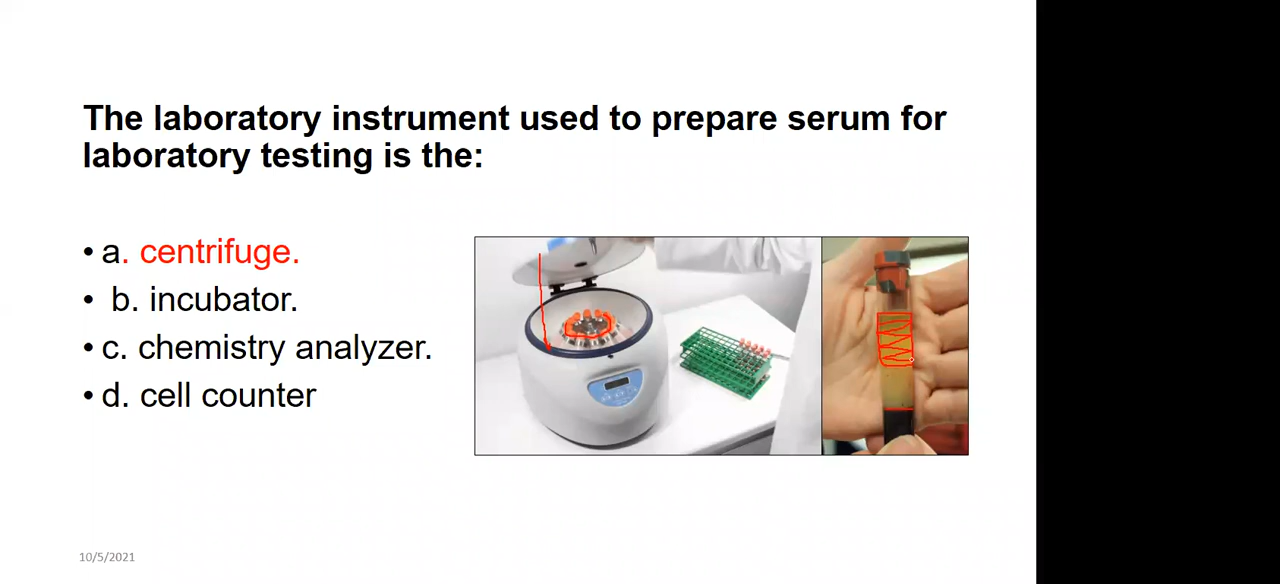 The laboratory instrument used to prepare serum for
laboratory testing is the:
• a. centrifuge.
• b. incubator.
• c. chemistry analyzer.
• d. cell counter
10/5/2021